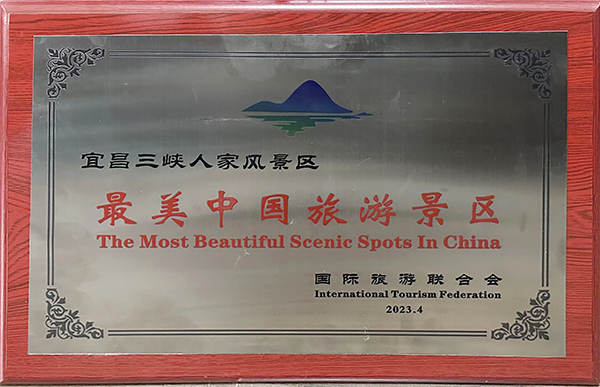 宜昌三峡人家风景区
最美中国旅游景区
The Most Beautiful Scenic Spots In China
国际旅游联合会
International Tourism Federation
2023.4